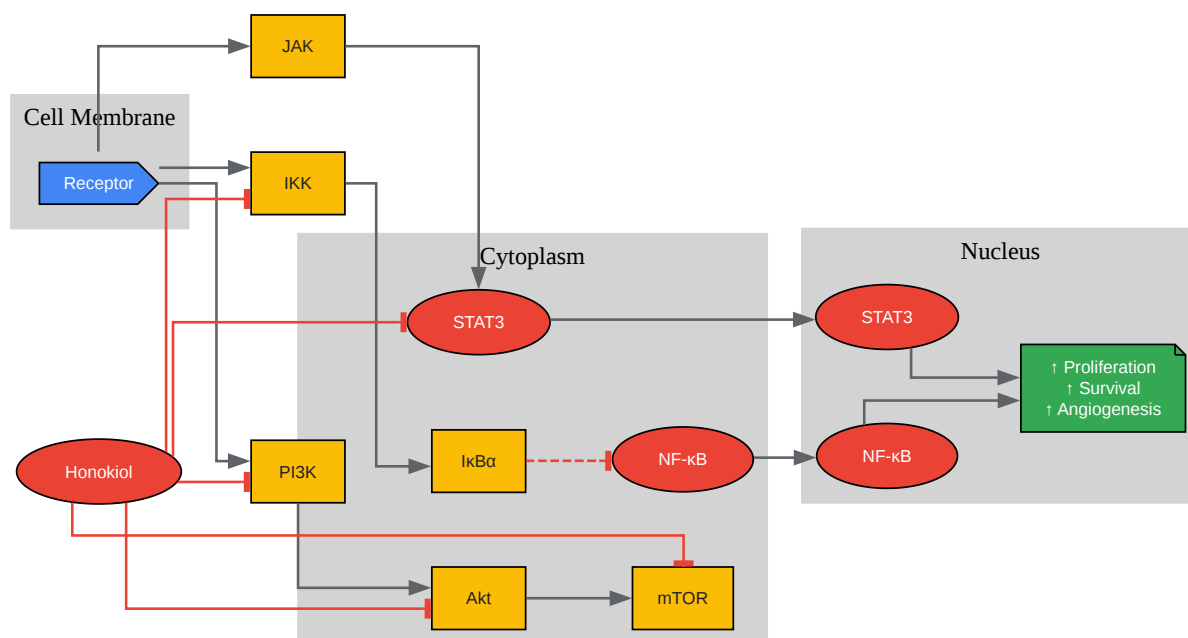 JAK
Cell Membrane
Receptor
IKK
Cytoplasm
Nucleus
STAT3
STAT3
↑ Proliferation
↑ Survival
↑ Angiogenesis
Honokiol
PI3K
IκBα
NF-κB
NF-κB
Akt
mTOR